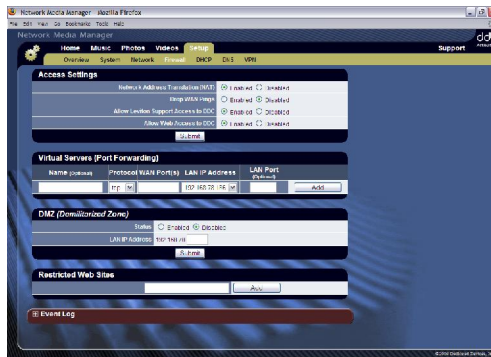 Network Media Manager - Mozilla Firefox
File Edit View Go Bookmarks Tools Help
Network Media Manager
Home Music Photos Videos Setup Support
Overview System Network Firewall DHCP DNS VPN
Access Settings
Network Address Translation (NAT) Enabled Disabled
Drop WAN Pings Enabled Disabled
Allow Leviton Support Access to DDC Enabled Disabled
Allow Web Access to DDC Enabled Disabled
Submit
Virtual Servers (Port Forwarding)
Name (Optional) Protocol WAN Port(s) LAN IP Address LAN Port (Optional)
tcp 192.168.78.156 Add
DMZ (Demilitarized Zone)
Status Enabled Disabled
LAN IP Address 192.168.78.
Submit
Restricted Web Sites
Add
Event Log